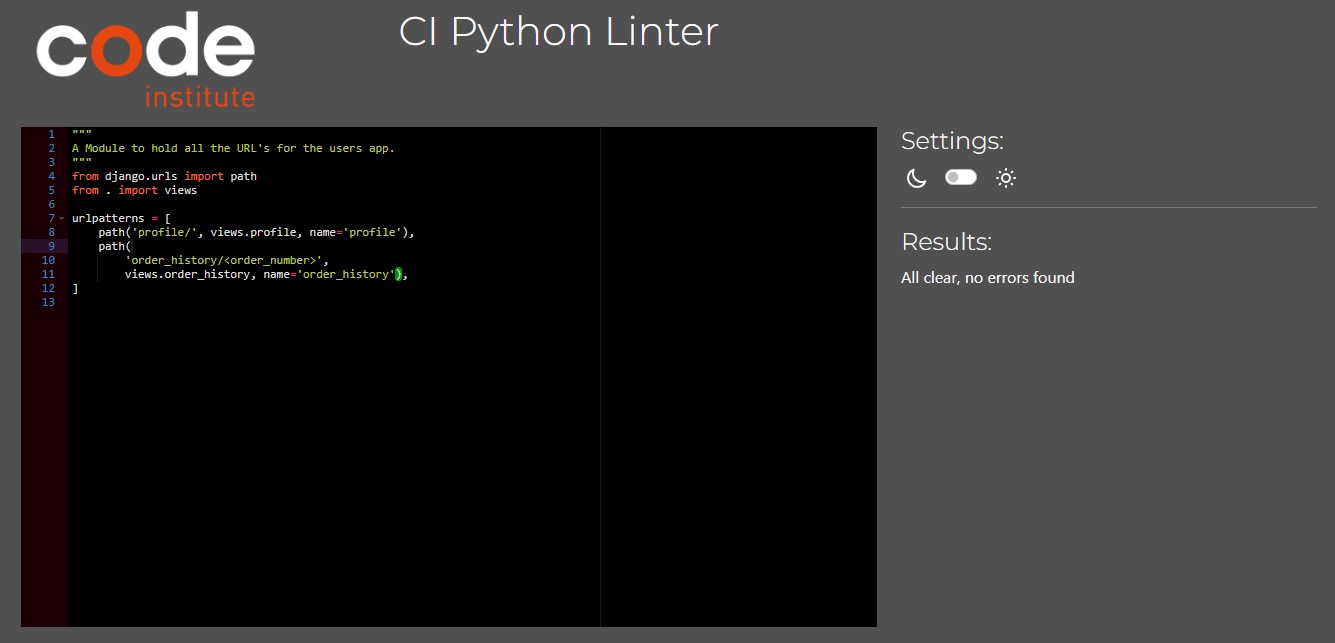 code
institute
CI Python Linter
1 """
2 A Module to hold all the URL's for the users app.
3 """
4 from django.urls import path
5 from . import views
6
7 urlpatterns = [
8     path('profile/', views.profile, name='profile'),
9     path(
10         'order_history/<order_number>',
11         views.order_history, name='order_history'),
12 ]
13
Settings:
Results:
All clear, no errors found